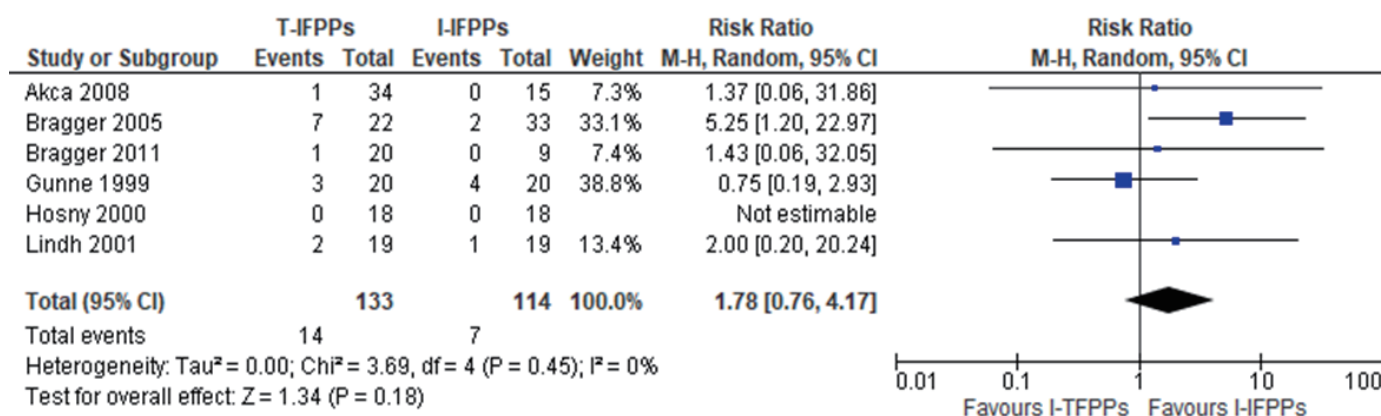 T-IFPPs I-IFPPs Risk Ratio Risk Ratio
Study or Subgroup Events Total Events Total Weight M-H, Random, 95% CI M-H, Random, 95% CI
Akca 2008 1 34 0 15 7.3% 1.37 [0.06, 31.86]
Bragger 2005 7 22 2 33 33.1% 5.25 [1.20, 22.97]
Bragger 2011 1 20 0 9 7.4% 1.43 [0.06, 32.05]
Gunne 1999 3 20 4 20 38.8% 0.75 [0.19, 2.93]
Hosny 2000 0 18 0 18 Not estimable
Lindh 2001 2 19 1 19 13.4% 2.00 [0.20, 20.24]
Total (95% CI) 133 114 100.0% 1.78 [0.76, 4.17]
Total events 14 7
Heterogeneity: Tau² = 0.00; Chi² = 3.69, df = 4 (P = 0.45); I² = 0%
Test for overall effect: Z = 1.34 (P = 0.18)
0.01 0.1 1 10 100
Favours I-TFPPs Favours I-IFPPs